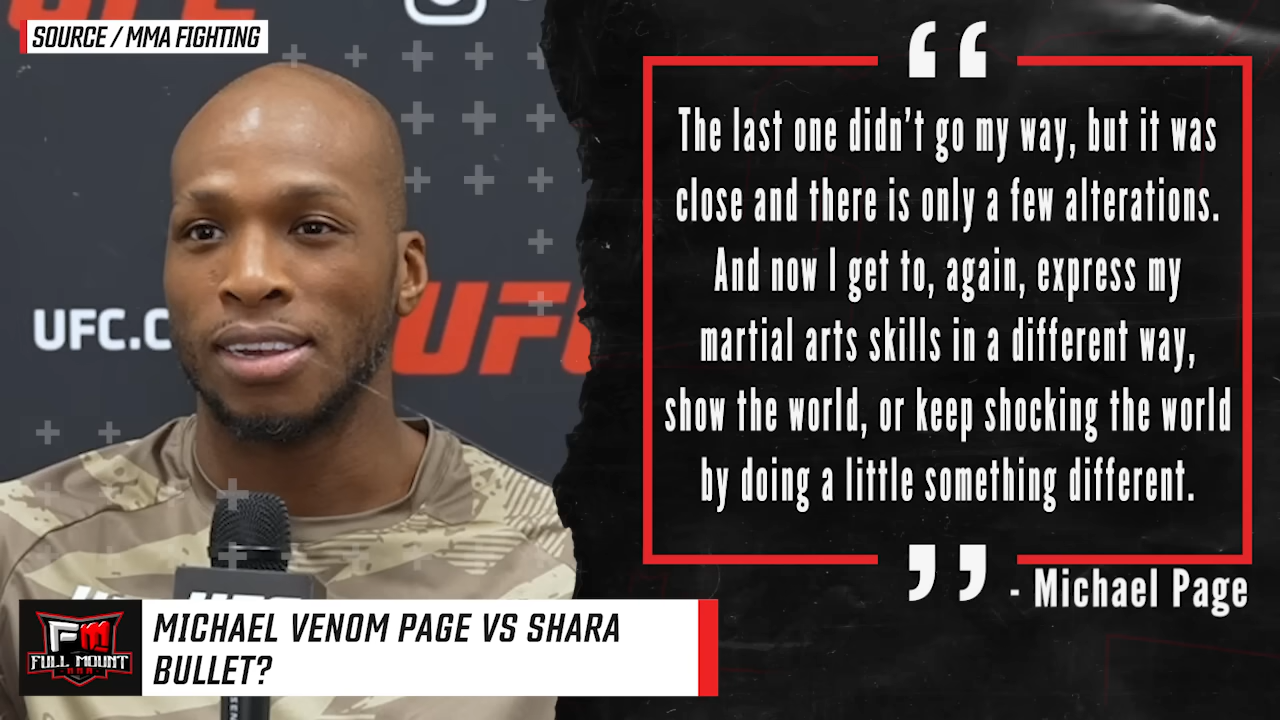 SOURCE / MMA FIGHTING
UFC.C
UFC
“
The last one didn’t go my way, but it was
close and there is only a few alterations.
And now I get to, again, express my
martial arts skills in a different way,
show the world, or keep shocking the world
by doing a little something different.
”
- Michael Page
FM
FULL MOUNT
MMA
MICHAEL VENOM PAGE VS SHARA
BULLET?